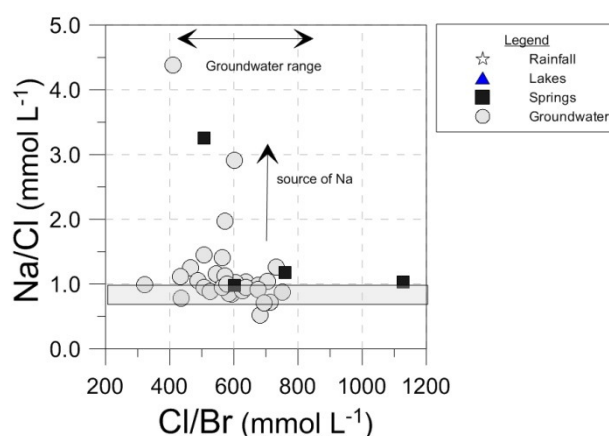 5.0
4.0
3.0
2.0
1.0
0.0
Na/Cl (mmol L⁻¹)
Groundwater range
source of Na
200 400 600 800 1000 1200
Cl/Br (mmol L⁻¹)
Legend
Rainfall
Lakes
Springs
Groundwater